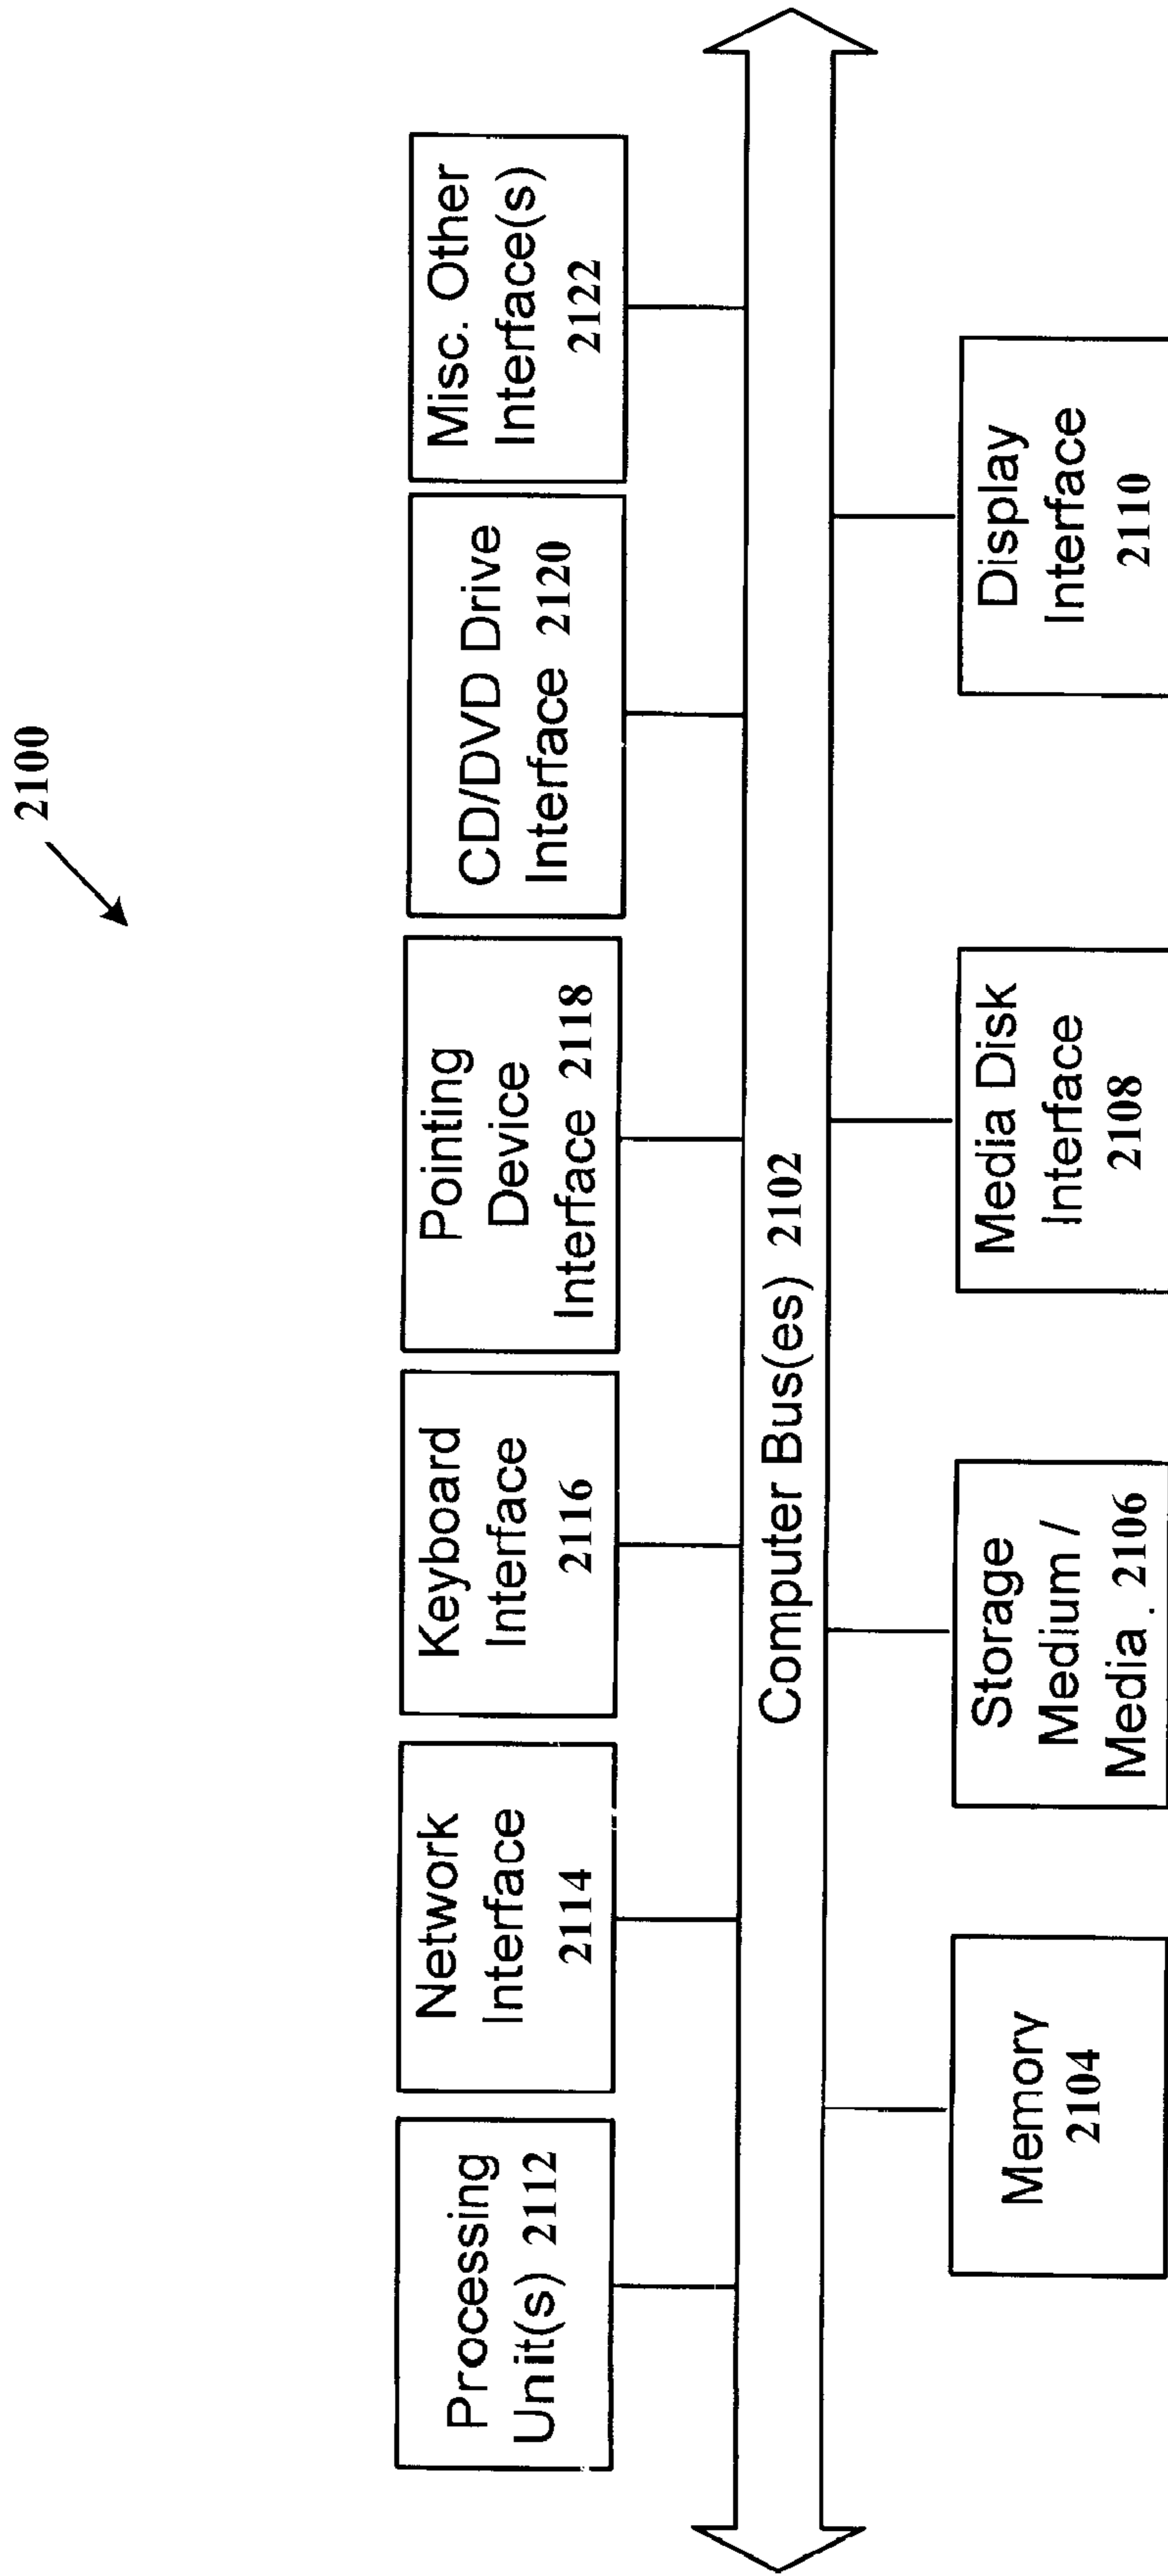 2100
Processing
Unit(s) 2112
Network
Interface
2114
Keyboard
Interface
2116
Pointing
Device
Interface 2118
CD/DVD Drive
Interface 2120
Misc. Other
Interface(s)
2122
Computer Bus(es) 2102
Memory
2104
Storage
Medium /
Media . 2106
Media Disk
Interface
2108
Display
Interface
2110